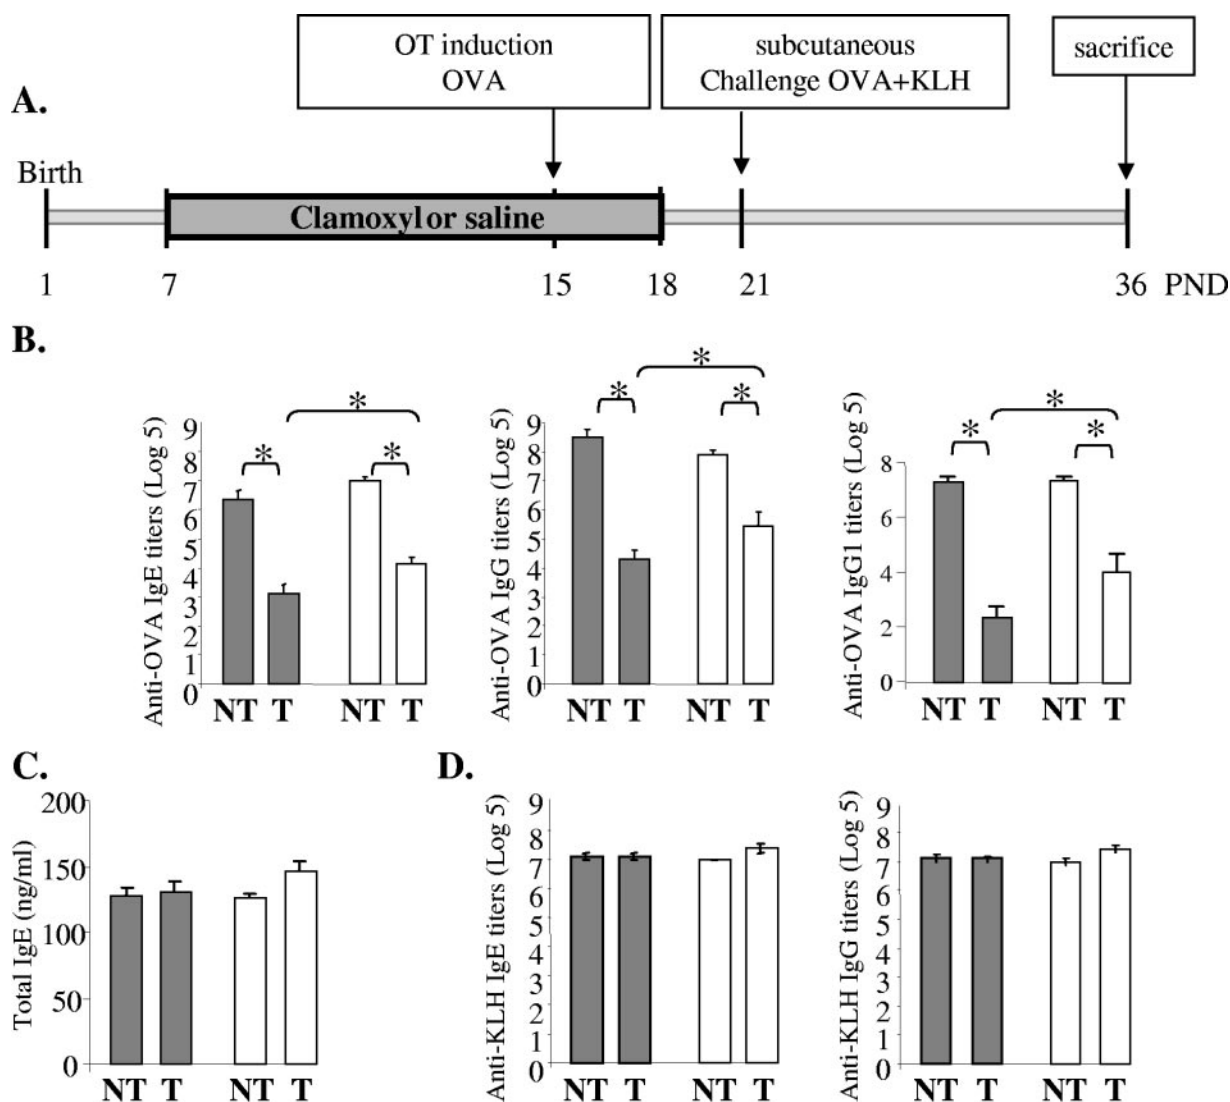 OT induction
OVA
subcutaneous
Challenge OVA+KLH
sacrifice
A.
Birth
Clamoxyl or saline
1 7 15 18 21 36 PND
B.
Anti-OVA IgE titers (Log 5)
9
8
7
6
5
4
3
2
1
0
*
*
*
NT T NT T
Anti-OVA IgG titers (Log 5)
9
8
7
6
5
4
3
2
1
0
*
*
*
NT T NT T
Anti-OVA IgG1 titers (Log 5)
8
6
4
2
0
*
*
*
NT T NT T
C.
Total IgE (ng/ml)
200
150
100
50
0
NT T NT T
D.
Anti-KLH IgE titers (Log 5)
9
8
7
6
5
4
3
2
1
0
NT T NT T
Anti-KLH IgG titers (Log 5)
9
8
7
6
5
4
3
2
1
0
NT T NT T